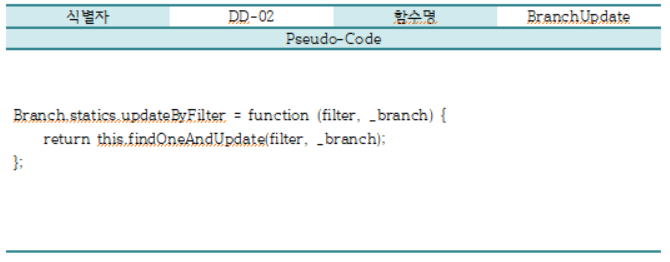 식별자 DD-02 함수명 BranchUpdate
Pseudo-Code
Branch.statics.updateByFilter = function (filter, _branch) {
    return this.findOneAndUpdate(filter, _branch);
};